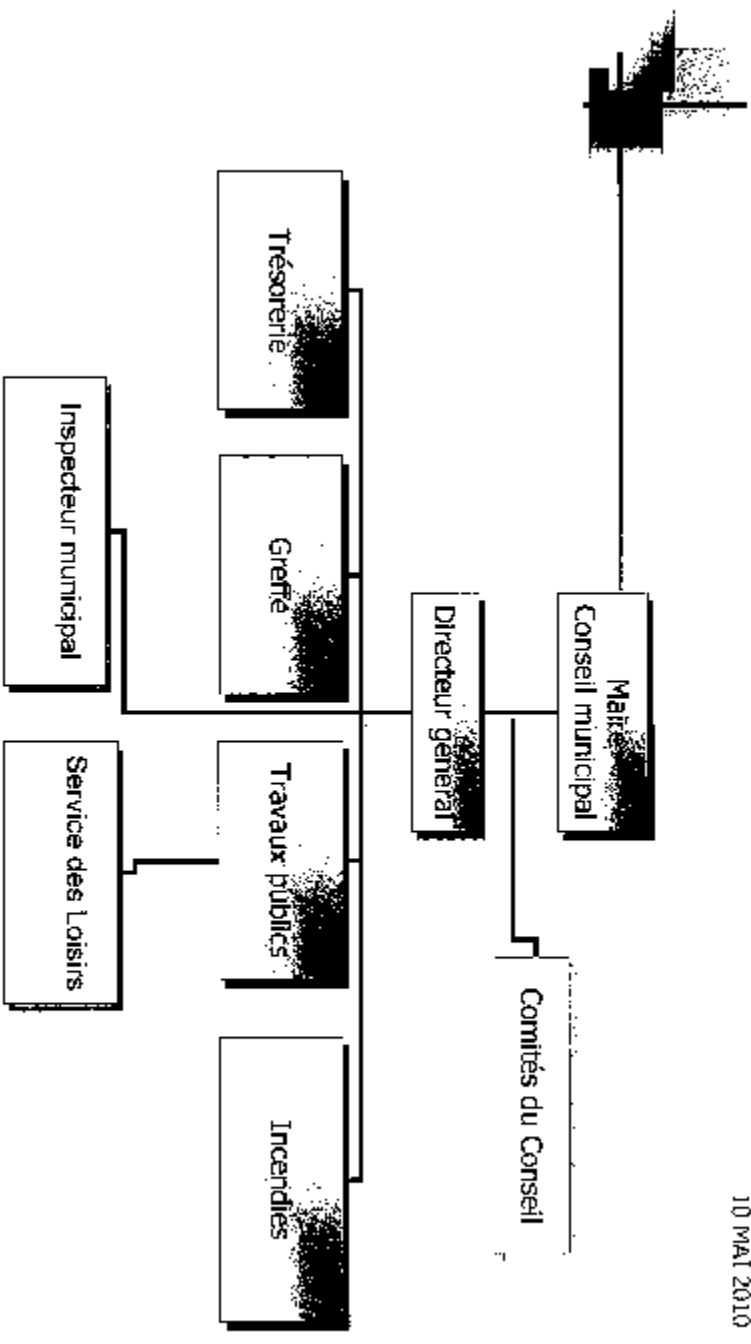 10 MAI 2010
Maire
Conseil municipal
Comités du Conseil
Directeur général
Trésorerie
Greffe
Travaux publics
Incendies
Inspecteur municipal
Service des Loisirs